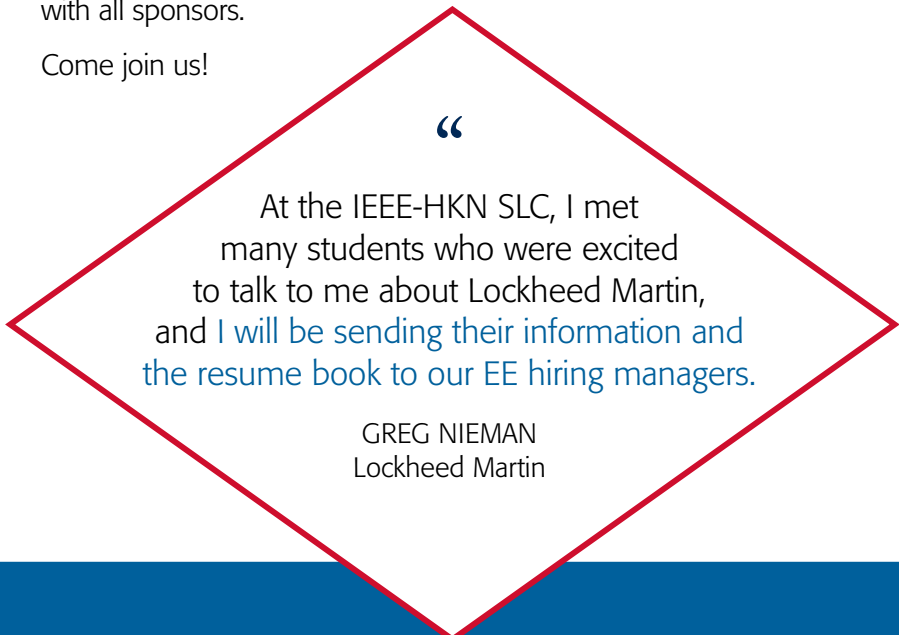 with all sponsors.
Come join us!
“
At the IEEE-HKN SLC, I met
many students who were excited
to talk to me about Lockheed Martin,
and I will be sending their information and
the resume book to our EE hiring managers.
GREG NIEMAN
Lockheed Martin